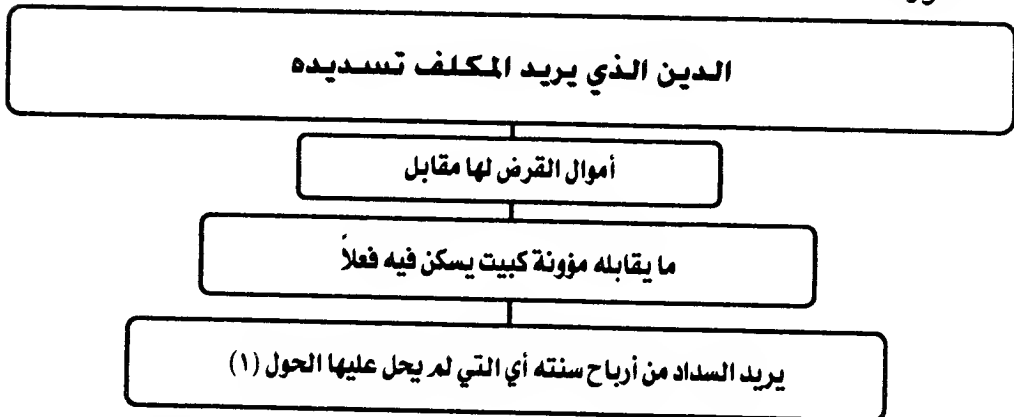 الدين الذي يريد المكلف تسديده
أموال القرض لها مقابل
ما يقابله مؤونة كبيت يسكن فيه فعلاً
يريد السداد من أرباح سنته أي التي لم يحل عليها الحول (١)